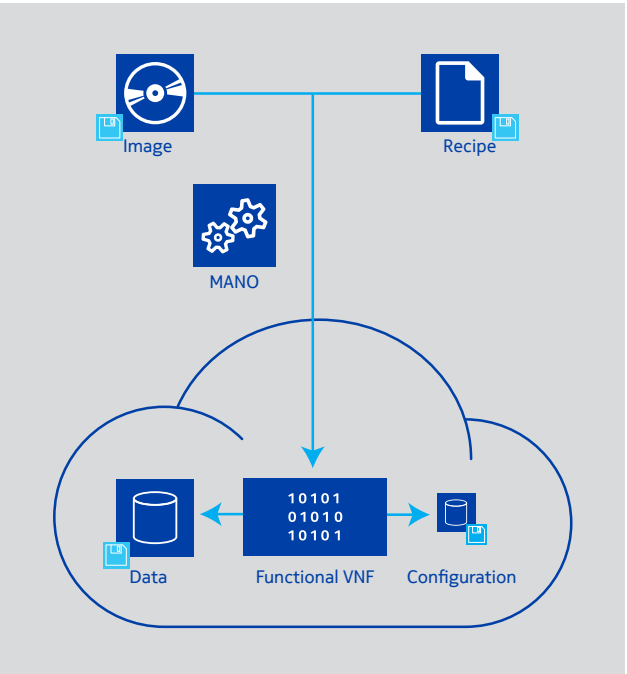 Image
Recipe
MANO
10101
01010
10101
Data
Functional VNF
Configuration